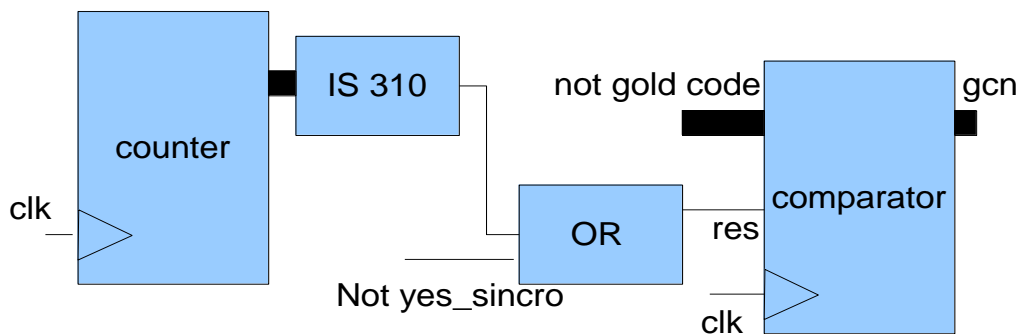 IS 310
not gold code
gcn
counter
comparator
clk
OR
res
Not yes_sincro
clk